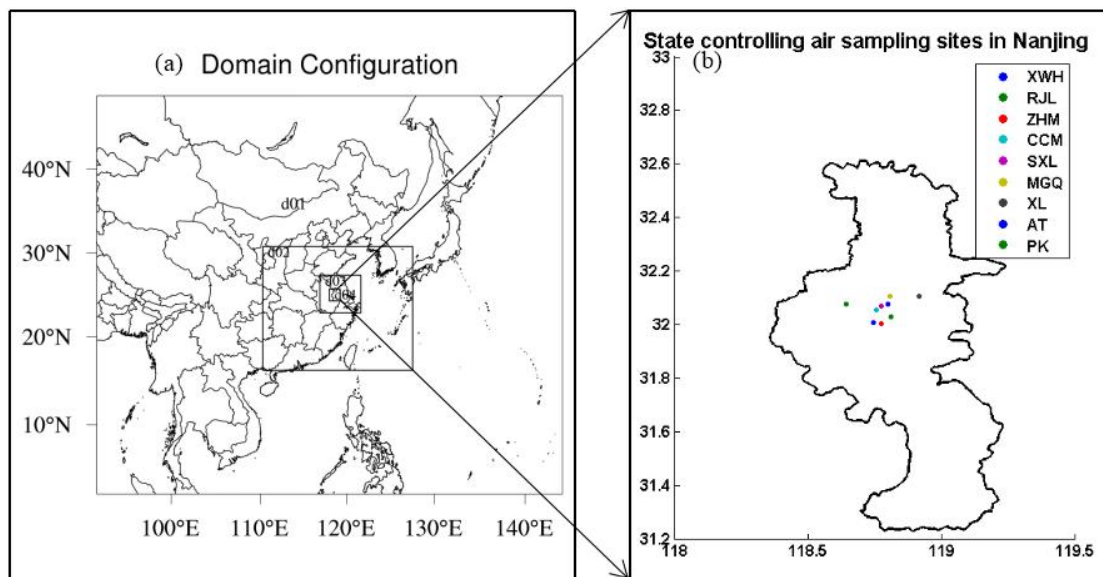 (a) Domain Configuration
40°N
30°N
20°N
10°N
100°E
110°E
120°E
130°E
140°E
d01
d02
d03
State controlling air sampling sites in Nanjing
(b)
33
32.8
32.6
32.4
32.2
32
31.8
31.6
31.4
31.2
118
118.5
119
119.5
XWH
RJL
ZHM
CCM
SXL
MGQ
XL
AT
PK